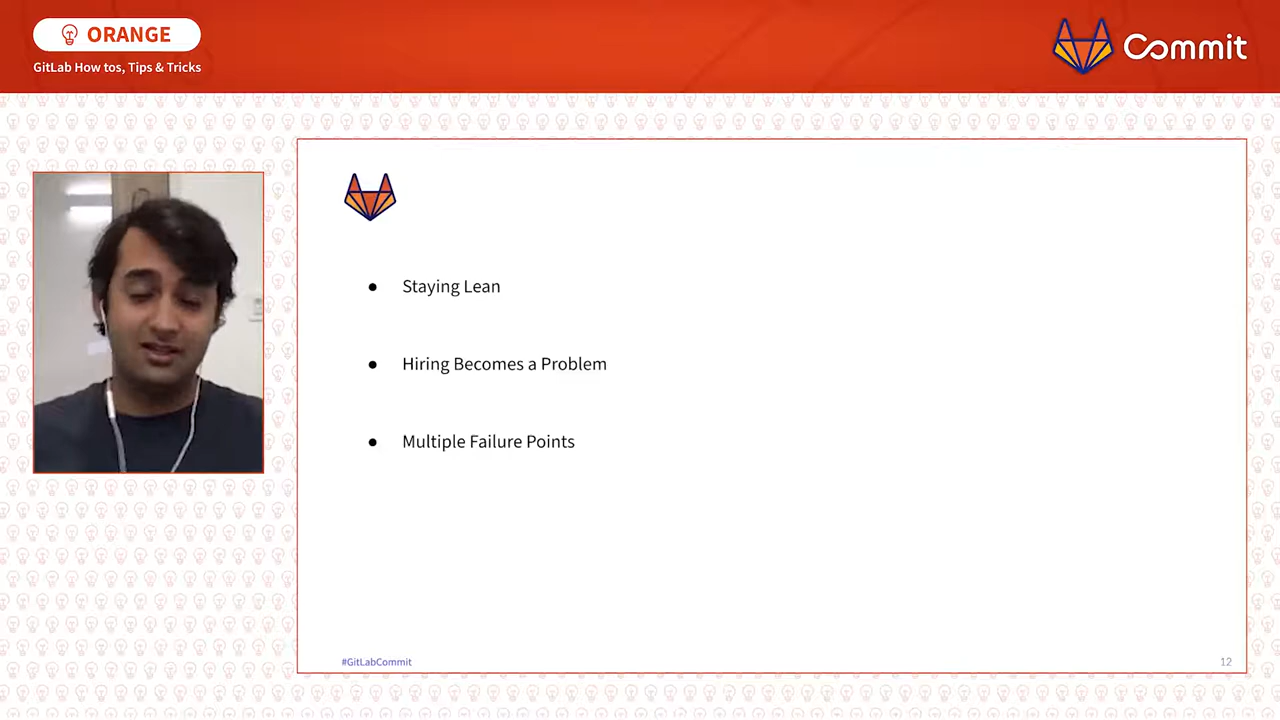 ORANGE
GitLab How tos, Tips & Tricks
Commit
● Staying Lean
● Hiring Becomes a Problem
● Multiple Failure Points
#GitLabCommit
12